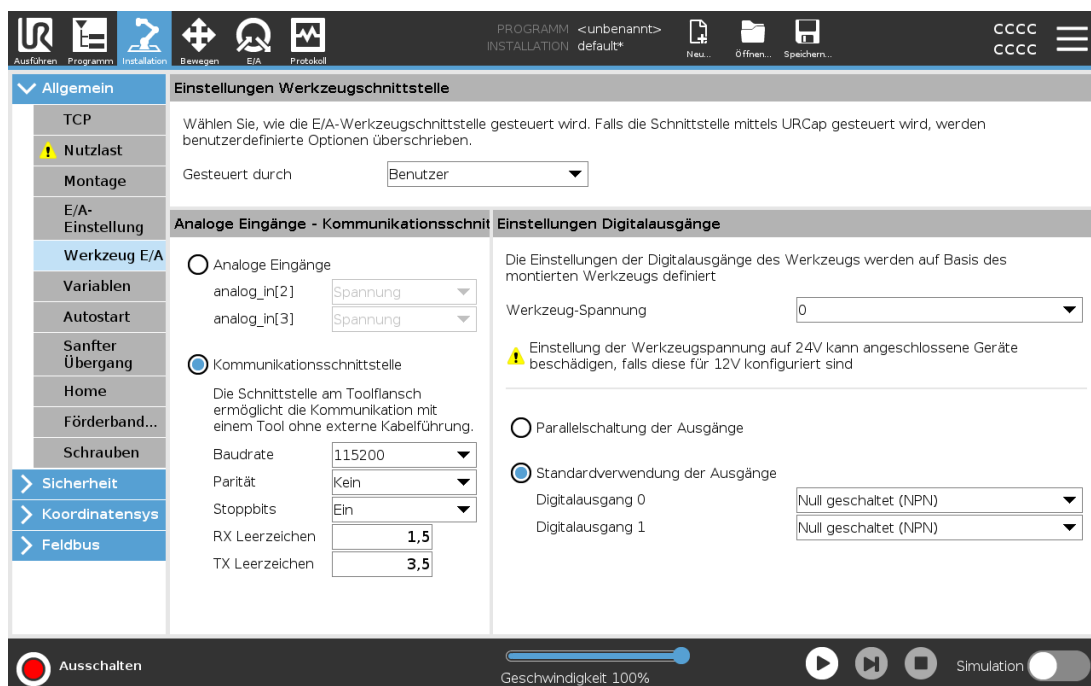 PROGRAMM <unbenannt>
INSTALLATION default*
CCCC
CCCC
Ausführen Programm Installation Bewegen E/A Protokoll Neu... Öffnen... Speichern...
Allgemein
TCP
Nutzlast
Montage
E/A-
Einstellung
Werkzeug E/A
Variablen
Autostart
Sanfter
Übergang
Home
Förderband...
Schrauben
Sicherheit
Koordinatensys
Feldbus
Einstellungen Werkzeugschnittstelle
Wählen Sie, wie die E/A-Werkzeugschnittstelle gesteuert wird. Falls die Schnittstelle mittels URCap gesteuert wird, werden
benutzerdefinierte Optionen überschrieben.
Gesteuert durch Benutzer
Analoge Eingänge - Kommunikationsschnit
Analoge Eingänge
analog_in[2] Spannung
analog_in[3] Spannung
Kommunikationsschnittstelle
Die Schnittstelle am Toolflansch
ermöglicht die Kommunikation mit
einem Tool ohne externe Kabelführung.
Baudrate 115200
Parität Kein
Stoppbits Ein
RX Leerzeichen 1,5
TX Leerzeichen 3,5
Einstellungen Digitalausgänge
Die Einstellungen der Digitalausgänge des Werkzeugs werden auf Basis des
montierten Werkzeugs definiert
Werkzeug-Spannung 0
Einstellung der Werkzeugspannung auf 24V kann angeschlossene Geräte
beschädigen, falls diese für 12V konfiguriert sind
Parallelschaltung der Ausgänge
Standardverwendung der Ausgänge
Digitalausgang 0 Null geschaltet (NPN)
Digitalausgang 1 Null geschaltet (NPN)
Ausschalten
Geschwindigkeit 100%
Simulation